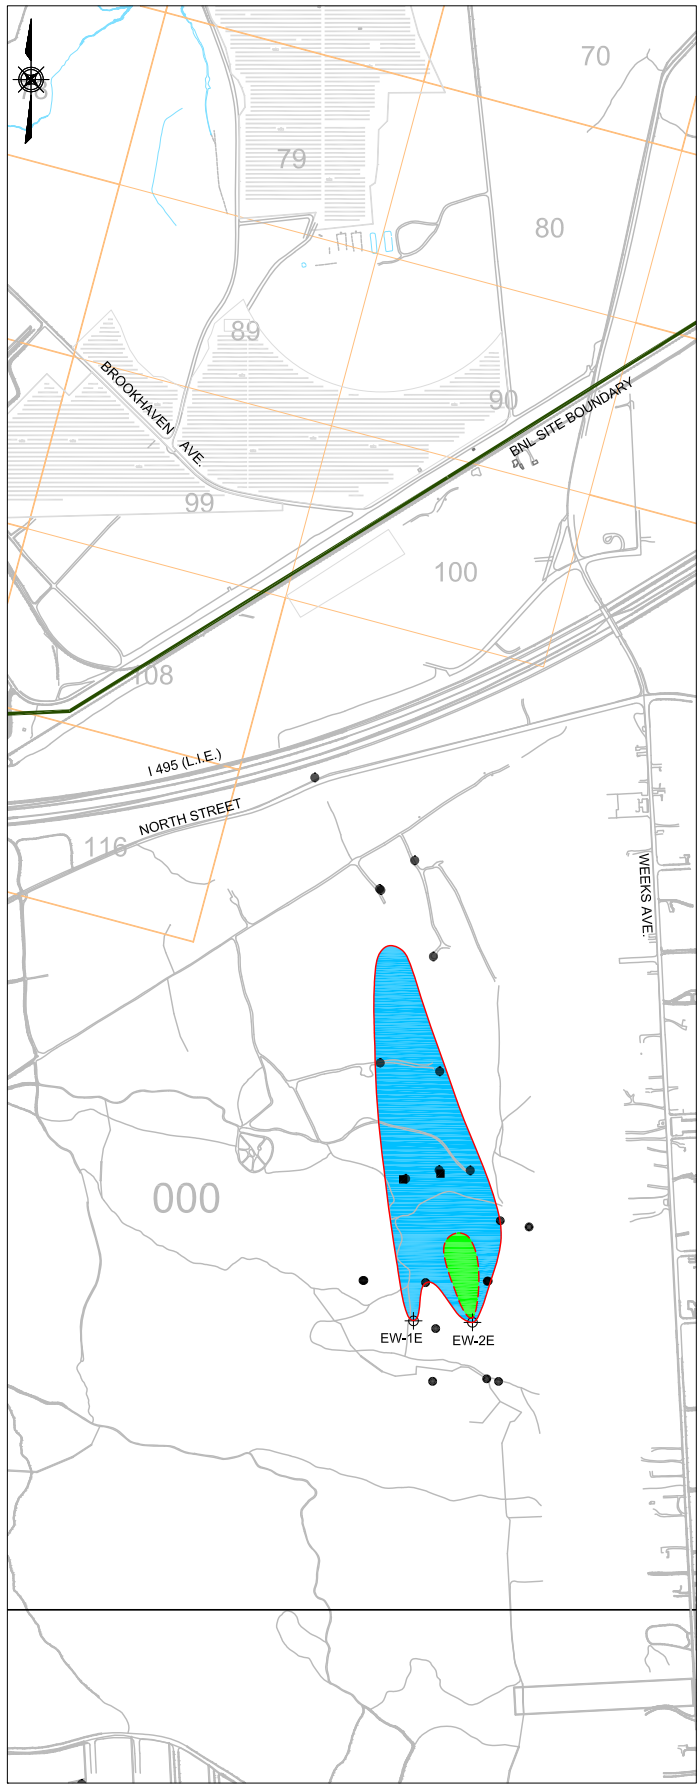 70
78
79
80
89
BROOKHAVEN AVE.
90
BNL SITE BOUNDARY
99
100
108
I 495 (L.I.E.)
NORTH STREET
116
WEEKS AVE.
000
EW-1E
EW-2E